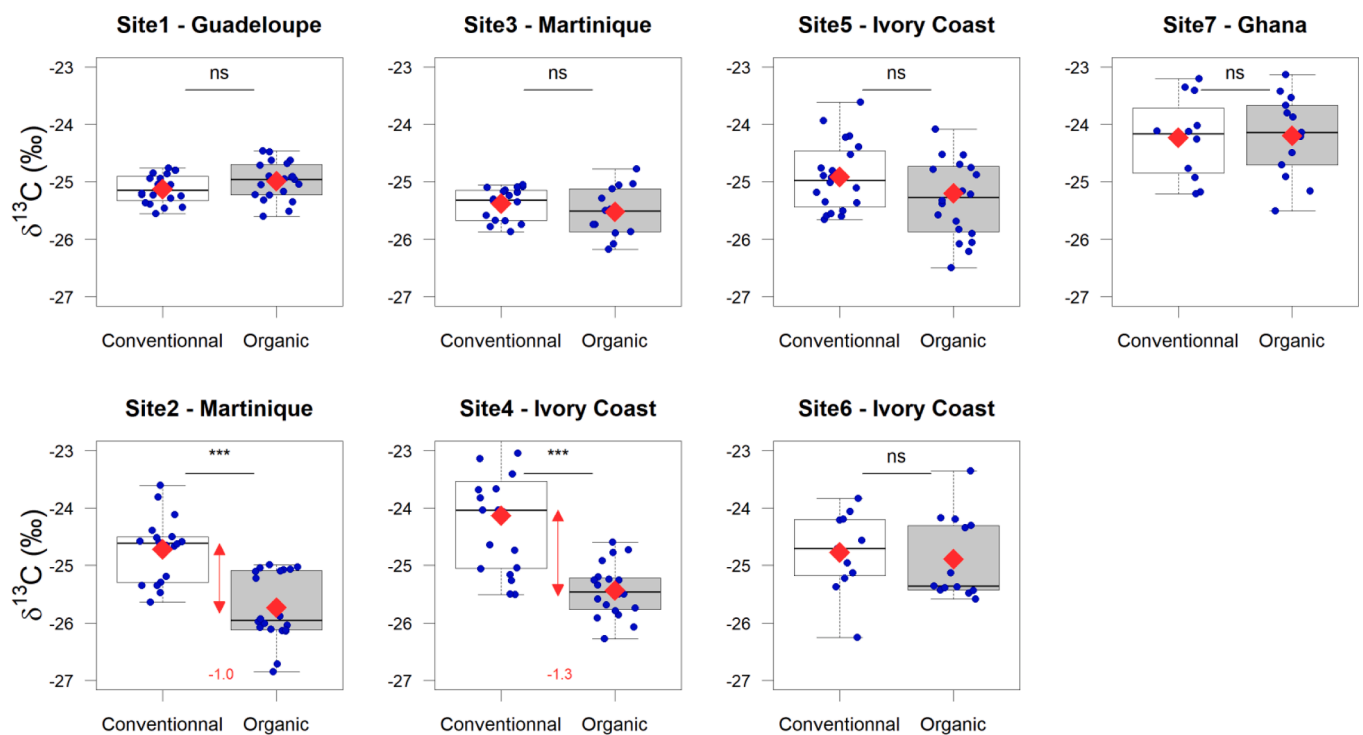 Site1 - Guadeloupe
Site3 - Martinique
Site5 - Ivory Coast
Site7 - Ghana
δ¹³C (‰)
-23
-24
-25
-26
-27
ns
Conventionnal Organic
-23
-24
-25
-26
-27
ns
Conventionnal Organic
-23
-24
-25
-26
-27
ns
Conventionnal Organic
-23
-24
-25
-26
-27
ns
Conventionnal Organic
Site2 - Martinique
Site4 - Ivory Coast
Site6 - Ivory Coast
δ¹³C (‰)
-23
-24
-25
-26
-27
***
-1.0
Conventionnal Organic
-23
-24
-25
-26
-27
***
-1.3
Conventionnal Organic
-23
-24
-25
-26
-27
ns
Conventionnal Organic